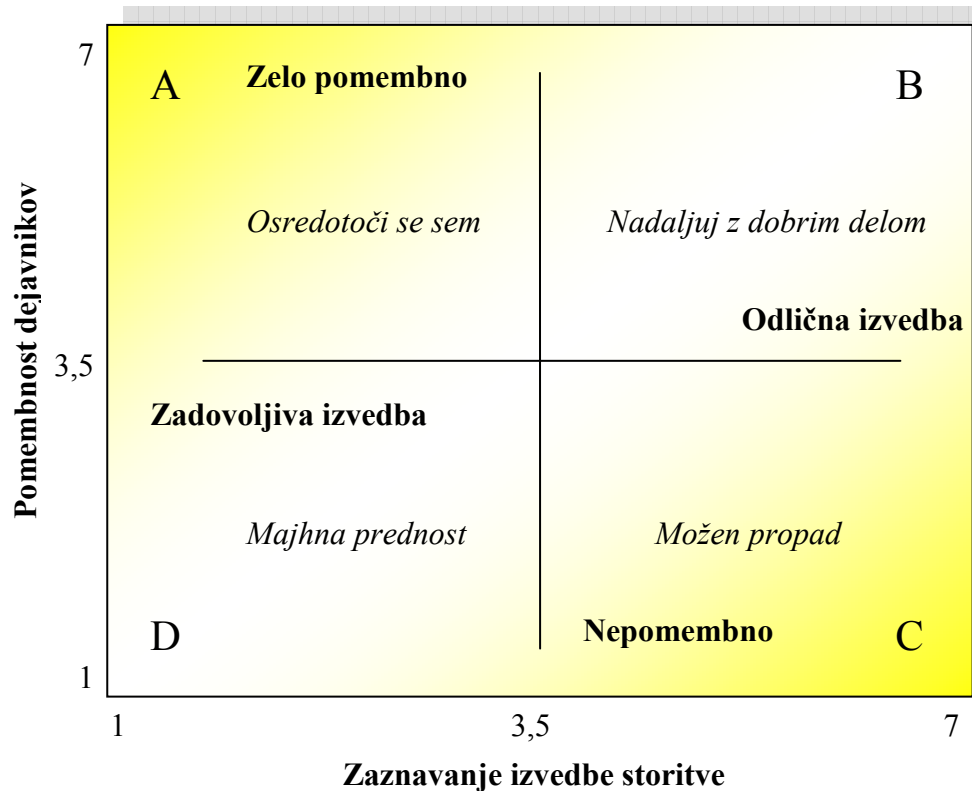 7
A
Zelo pomembno
B
Osredotoči se sem
Nadaljuj z dobrim delom
Odlična izvedba
Pomembnost dejavnikov
3,5
Zadovoljiva izvedba
Majhna prednost
Možen propad
D
Nepomembno
C
1
1
3,5
7
Zaznavanje izvedbe storitve